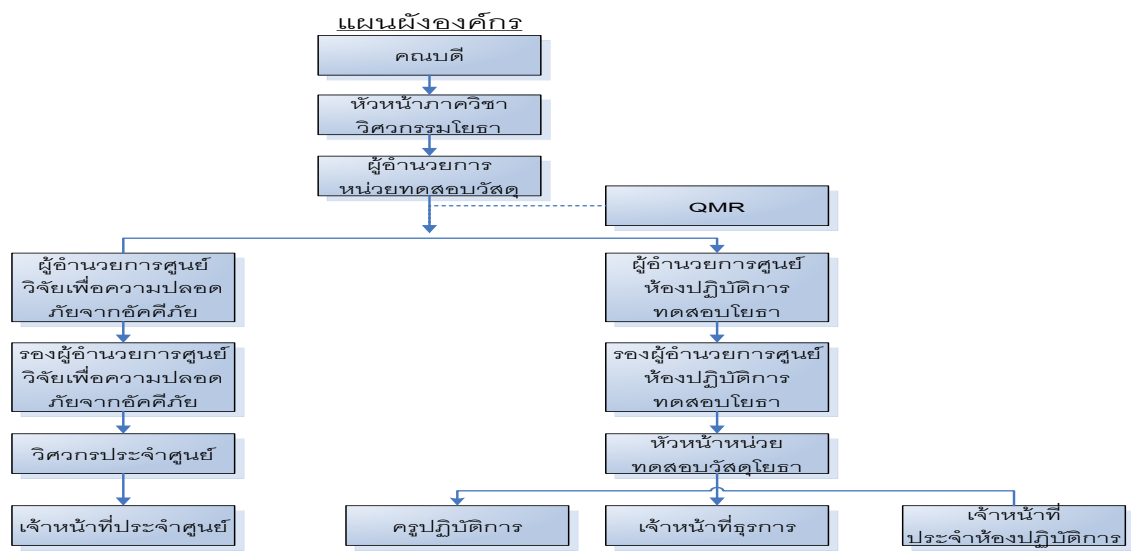 แผนผังองค์กร
คณบดี
หัวหน้าภาควิชา
วิศวกรรมโยธา
ผู้อำนวยการ
หน่วยทดสอบวัสดุ
QMR
ผู้อำนวยการศูนย์
วิจัยเพื่อความปลอด
ภัยจากอัคคีภัย
ผู้อำนวยการศูนย์
ห้องปฏิบัติการ
ทดสอบโยธา
รองผู้อำนวยการศูนย์
วิจัยเพื่อความปลอด
ภัยจากอัคคีภัย
รองผู้อำนวยการศูนย์
ห้องปฏิบัติการ
ทดสอบโยธา
วิศวกรประจำศูนย์
หัวหน้าหน่วย
ทดสอบวัสดุโยธา
เจ้าหน้าที่ประจำศูนย์
ครูปฏิบัติการ
เจ้าหน้าที่ธุรการ
เจ้าหน้าที่
ประจำห้องปฏิบัติการ